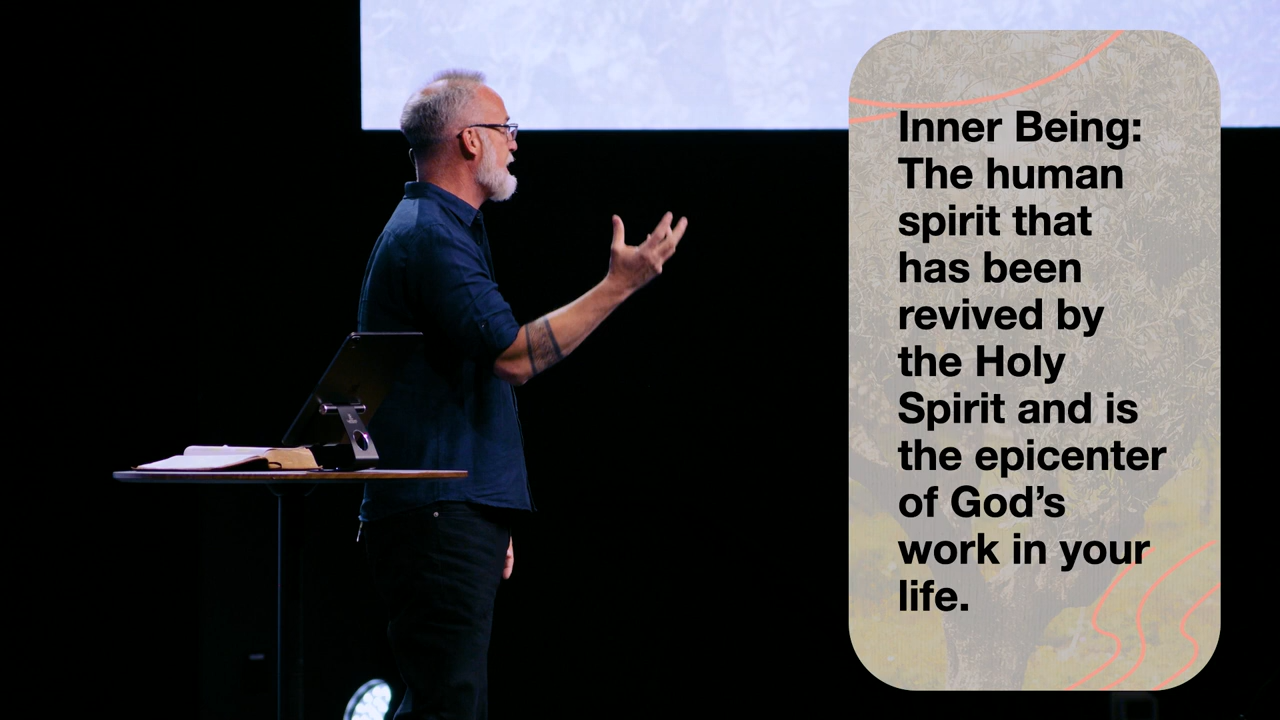 Inner Being:
The human
spirit that
has been
revived by
the Holy
Spirit and is
the epicenter
of God’s
work in your
life.